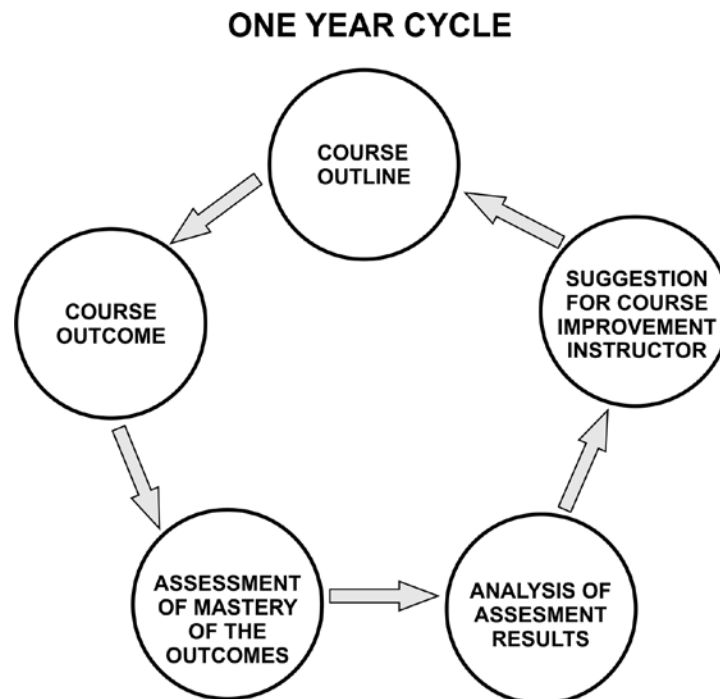 ONE YEAR CYCLE
COURSE
OUTLINE
COURSE
OUTCOME
SUGGESTION
FOR COURSE
IMPROVEMENT
INSTRUCTOR
ASSESSMENT
OF MASTERY
OF THE
OUTCOMES
ANALYSIS OF
ASSESMENT
RESULTS